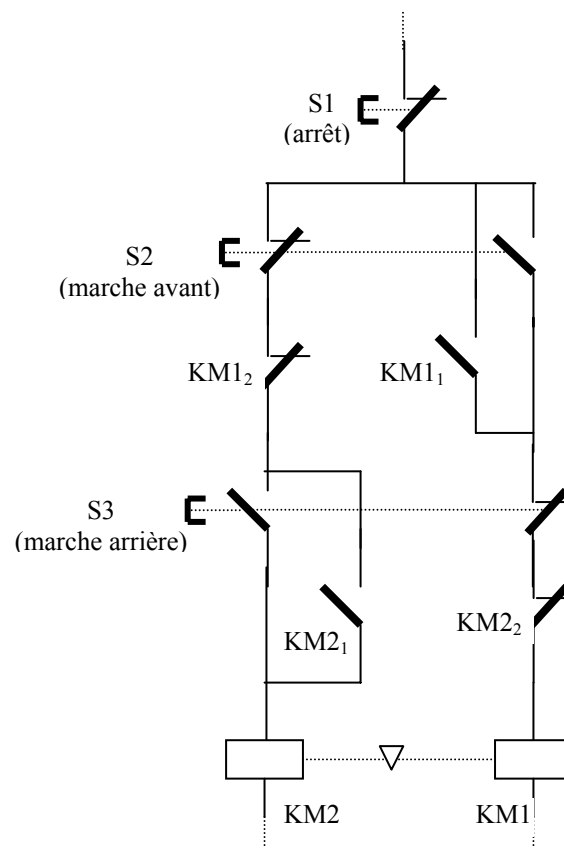 S1
(arrêt)
S2
(marche avant)
KM1₂
KM1₁
S3
(marche arrière)
KM2₁
KM2₂
KM2
KM1